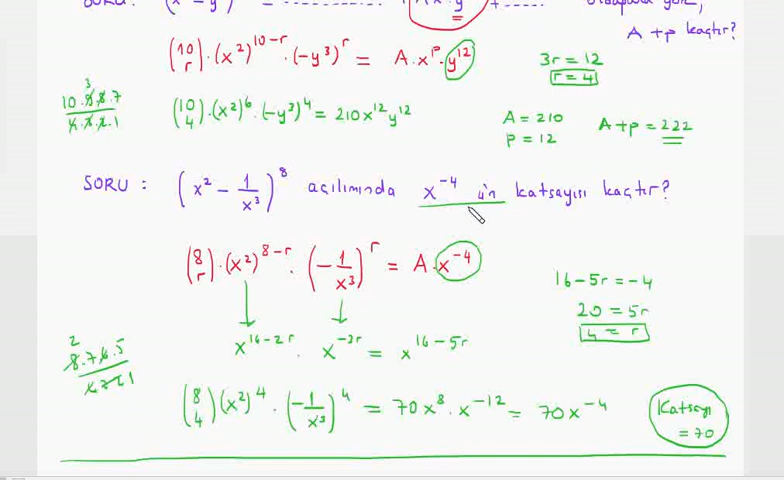 A + p kaçtır?
(10 r) . (x²)^10-r . (-y³)^r = A . x^p . y^12
3r = 12
r = 4
3
10.9.8.7
4.3.2.1
(10 4) . (x²)^6 . (-y³)^4 = 210x^12 y^12
A = 210
p = 12
A + p = 222
SORU : (x² - 1/x³)^8 açılımında x^-4 ün katsayısı kaçtır?
(8 r) . (x²)^8-r . (-1/x³)^r = A . x^-4
16 - 5r = -4
20 = 5r
4 = r
x^16-2r . x^-3r = x^16-5r
2
8.7.6.5
4.3.2.1
(8 4) (x²)^4 . (-1/x³)^4 = 70x^8 . x^-12 = 70x^-4
Katsayı
= 70